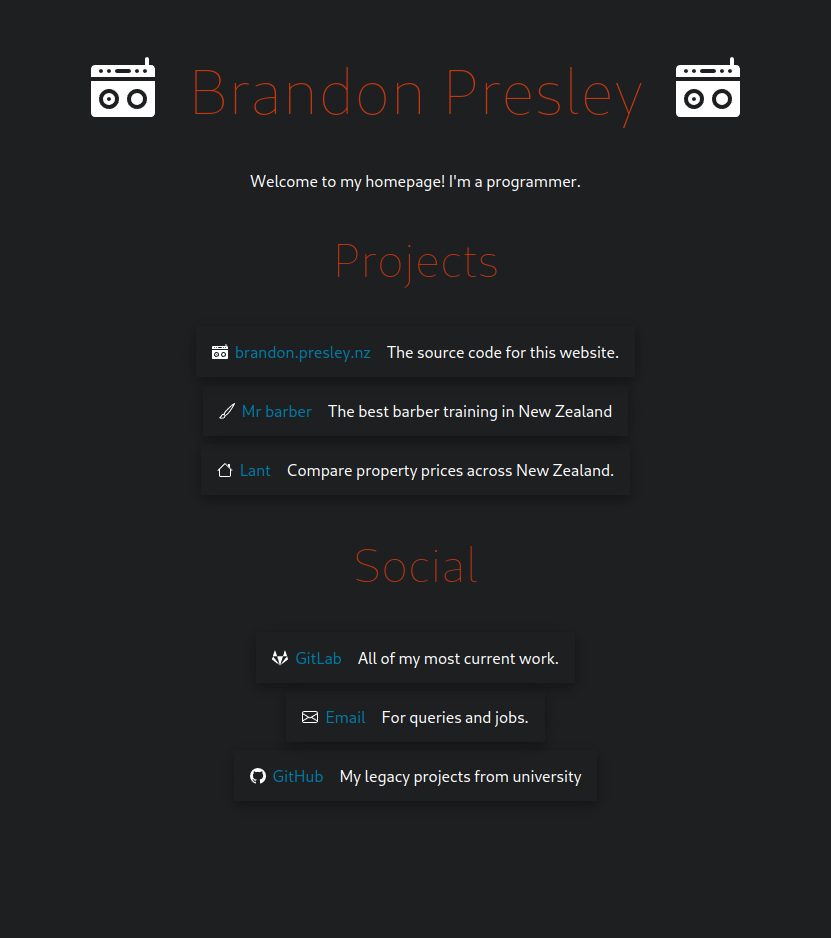 Brandon Presley
Welcome to my homepage! I'm a programmer.
Projects
brandon.presley.nz The source code for this website.
Mr barber The best barber training in New Zealand
Lant Compare property prices across New Zealand.
Social
GitLab All of my most current work.
Email For queries and jobs.
GitHub My legacy projects from university